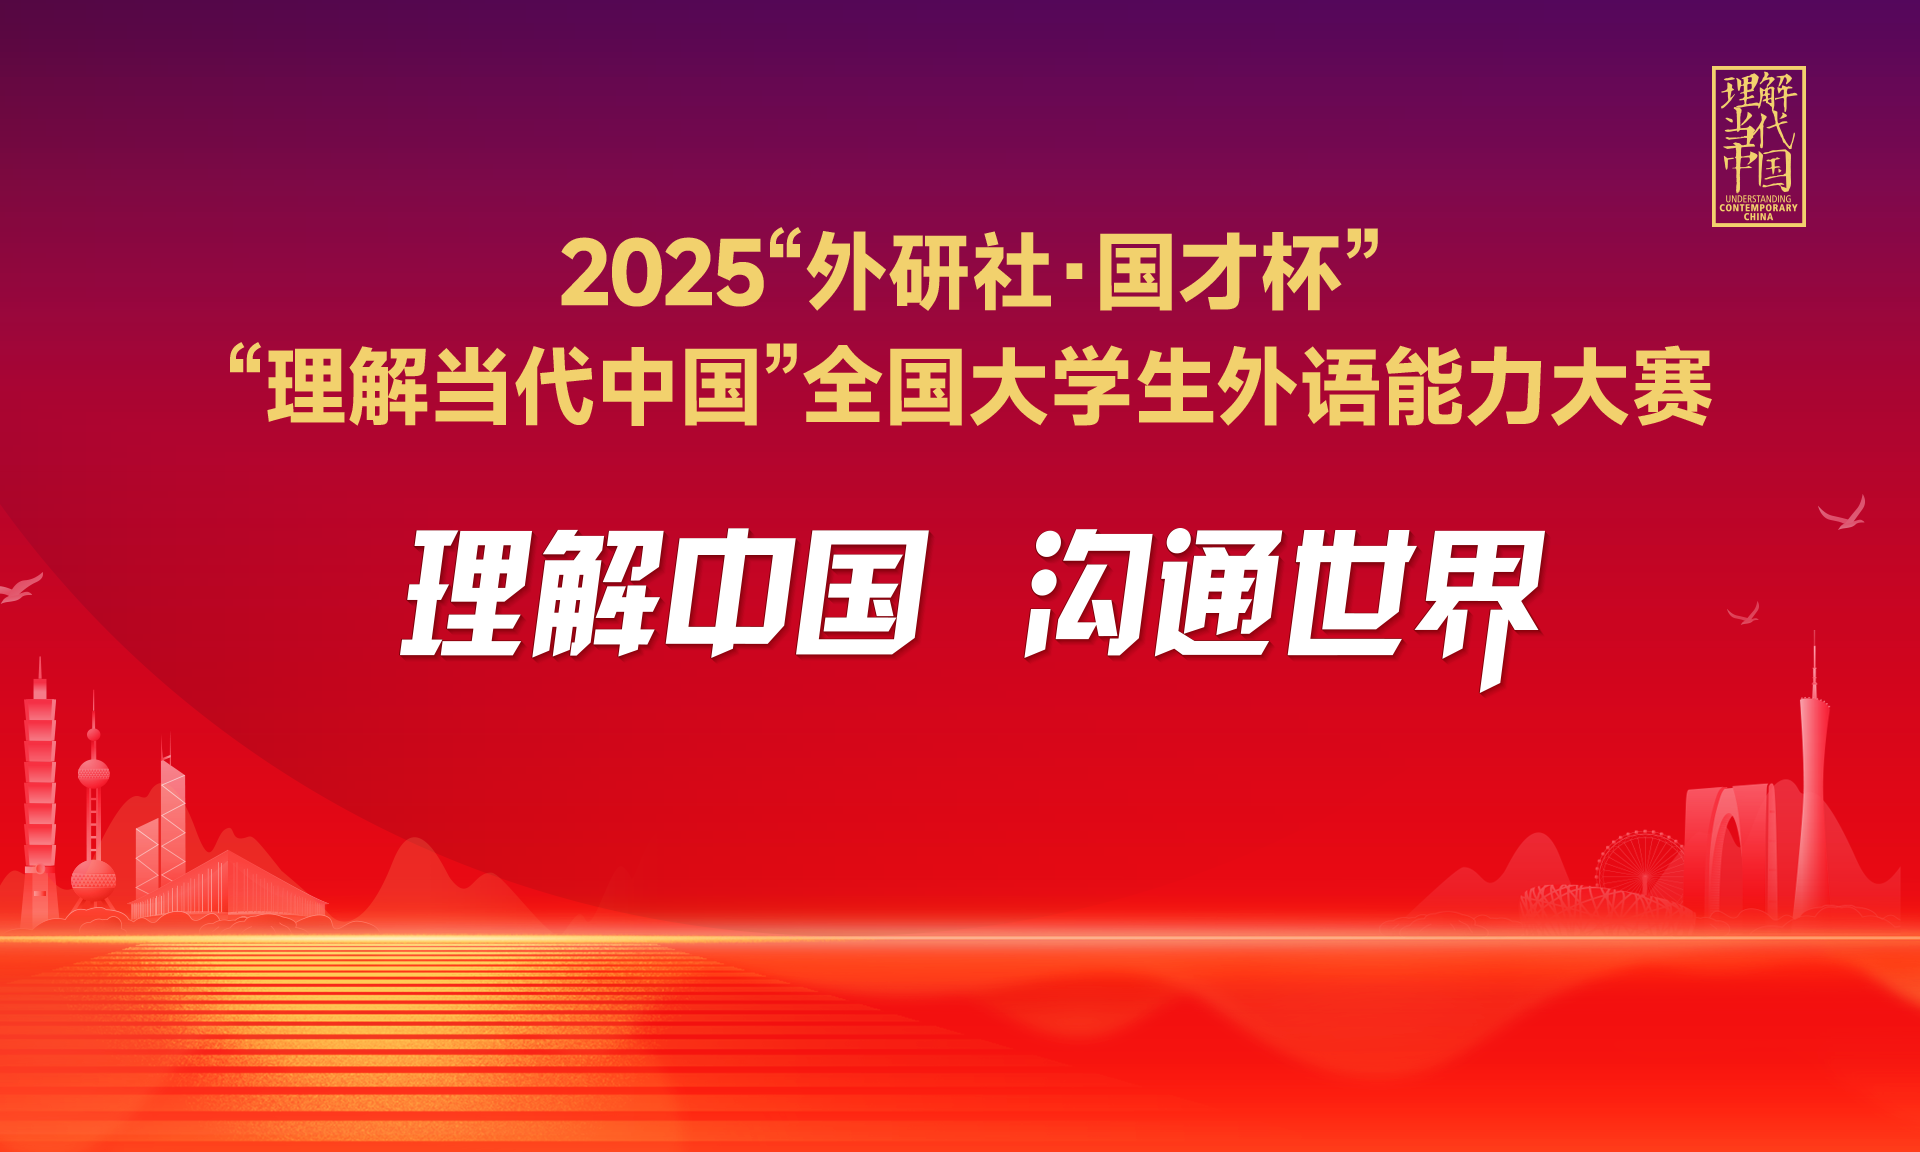 理解
当代
中国
UNDERSTANDING
CONTEMPORARY
CHINA
2025“外研社·国才杯”
“理解当代中国”全国大学生外语能力大赛
理解中国 沟通世界